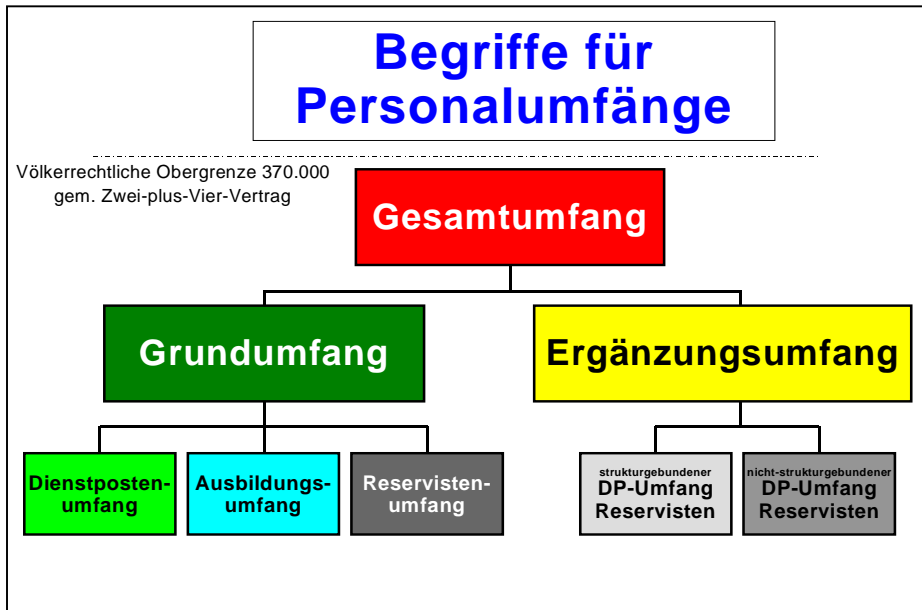 Begriffe für
Personalumfänge
Völkerrechtliche Obergrenze 370.000
gem. Zwei-plus-Vier-Vertrag
Gesamtumfang
Grundumfang
Ergänzungsumfang
Dienstposten-
umfang
Ausbildungs-
umfang
Reservisten-
umfang
strukturgebundener
DP-Umfang
Reservisten
nicht-strukturgebundener
DP-Umfang
Reservisten